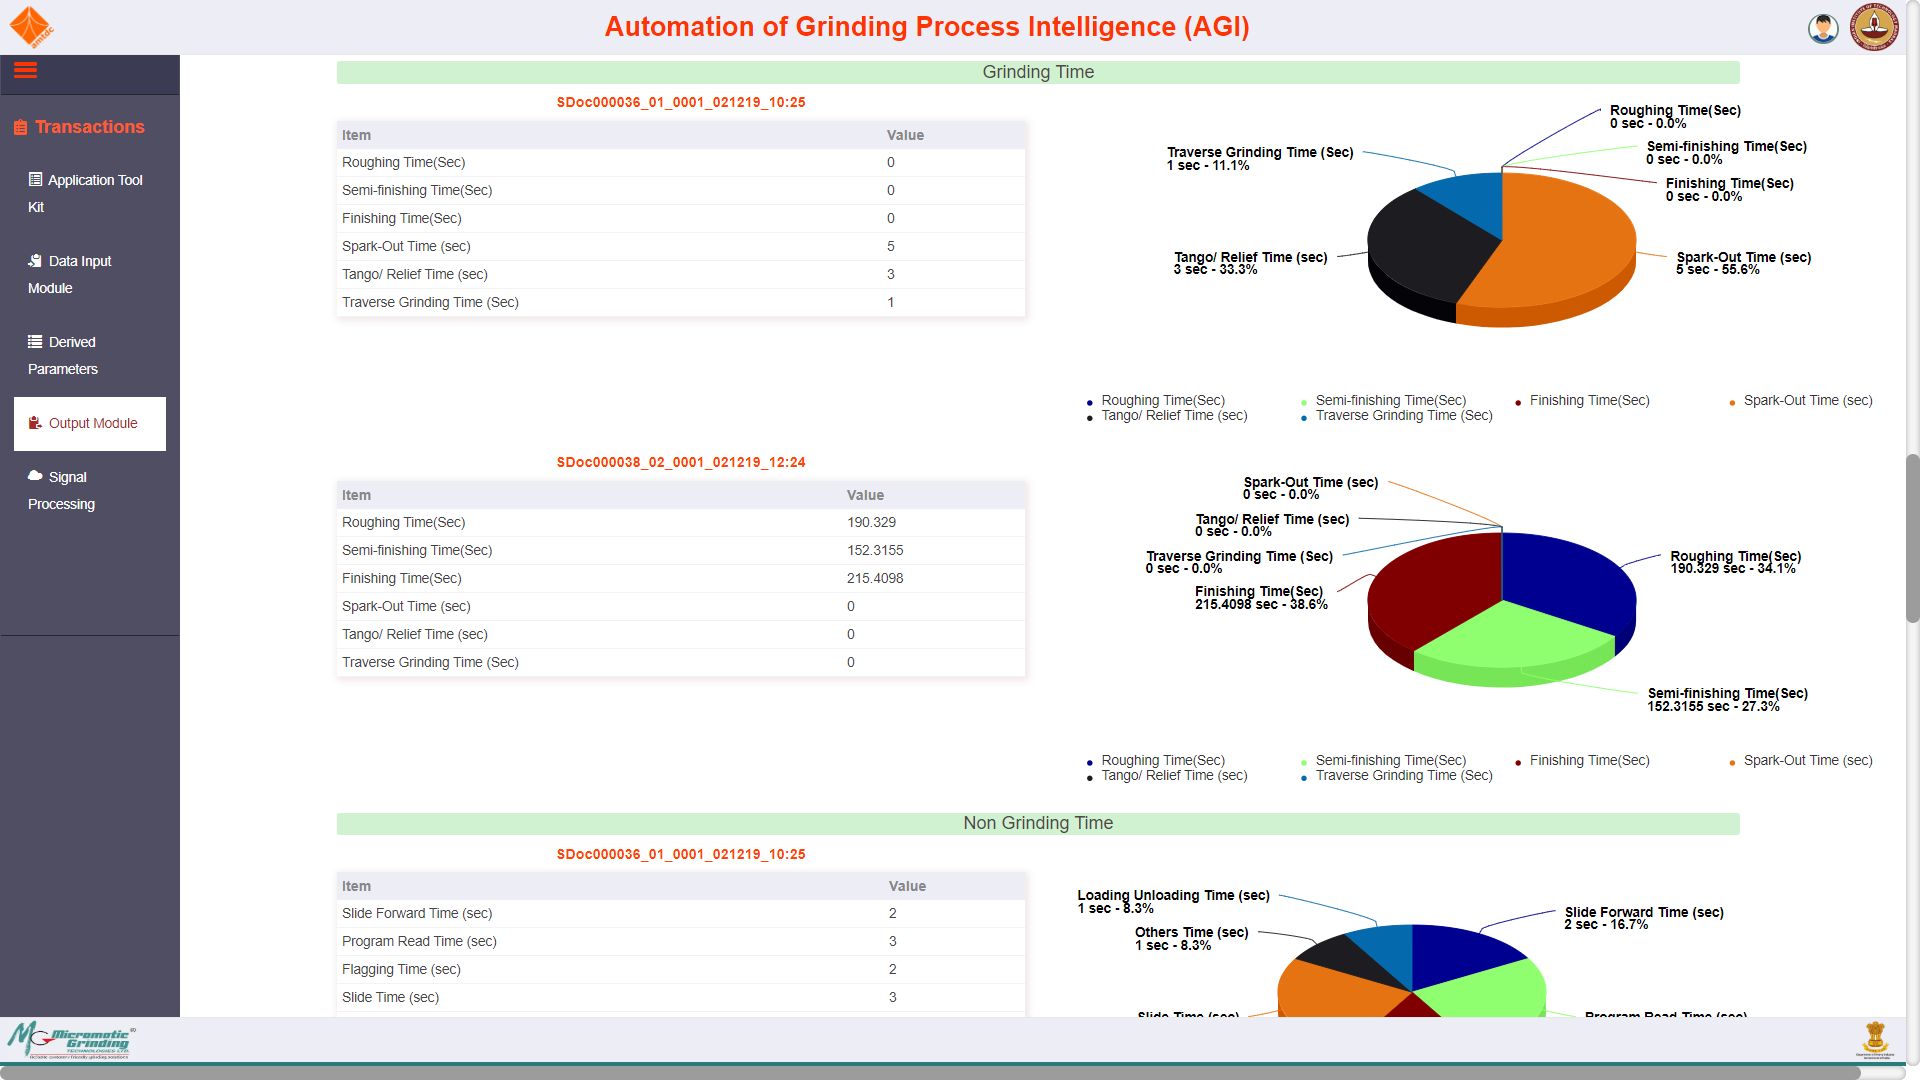 Automation of Grinding Process Intelligence (AGI)
amtdc
Transactions
Application Tool
Kit
Data Input
Module
Derived
Parameters
Output Module
Signal
Processing
Grinding Time
SDoc000036_01_0001_021219_10:25
Item Value
Roughing Time(Sec) 0
Semi-finishing Time(Sec) 0
Finishing Time(Sec) 0
Spark-Out Time (sec) 5
Tango/ Relief Time (sec) 3
Traverse Grinding Time (Sec) 1
Roughing Time(Sec)
0 sec - 0.0%
Semi-finishing Time(Sec)
0 sec - 0.0%
Finishing Time(Sec)
0 sec - 0.0%
Traverse Grinding Time (Sec)
1 sec - 11.1%
Tango/ Relief Time (sec)
3 sec - 33.3%
Spark-Out Time (sec)
5 sec - 55.6%
Roughing Time(Sec) Semi-finishing Time(Sec) Finishing Time(Sec) Spark-Out Time (sec)
Tango/ Relief Time (sec) Traverse Grinding Time (Sec)
SDoc000038_02_0001_021219_12:24
Item Value
Roughing Time(Sec) 190.329
Semi-finishing Time(Sec) 152.3155
Finishing Time(Sec) 215.4098
Spark-Out Time (sec) 0
Tango/ Relief Time (sec) 0
Traverse Grinding Time (Sec) 0
Spark-Out Time (sec)
0 sec - 0.0%
Tango/ Relief Time (sec)
0 sec - 0.0%
Traverse Grinding Time (Sec)
0 sec - 0.0%
Finishing Time(Sec)
215.4098 sec - 38.6%
Roughing Time(Sec)
190.329 sec - 34.1%
Semi-finishing Time(Sec)
152.3155 sec - 27.3%
Roughing Time(Sec) Semi-finishing Time(Sec) Finishing Time(Sec) Spark-Out Time (sec)
Tango/ Relief Time (sec) Traverse Grinding Time (Sec)
Non Grinding Time
SDoc000036_01_0001_021219_10:25
Item Value
Slide Forward Time (sec) 2
Program Read Time (sec) 3
Flagging Time (sec) 2
Slide Time (sec) 3
Loading Unloading Time (sec)
1 sec - 8.3%
Others Time (sec)
1 sec - 8.3%
Slide Forward Time (sec)
2 sec - 16.7%
Slide Time (sec)
Program Read Time (sec)
Micromatic
Grinding
TECHNOLOGIES LTD.